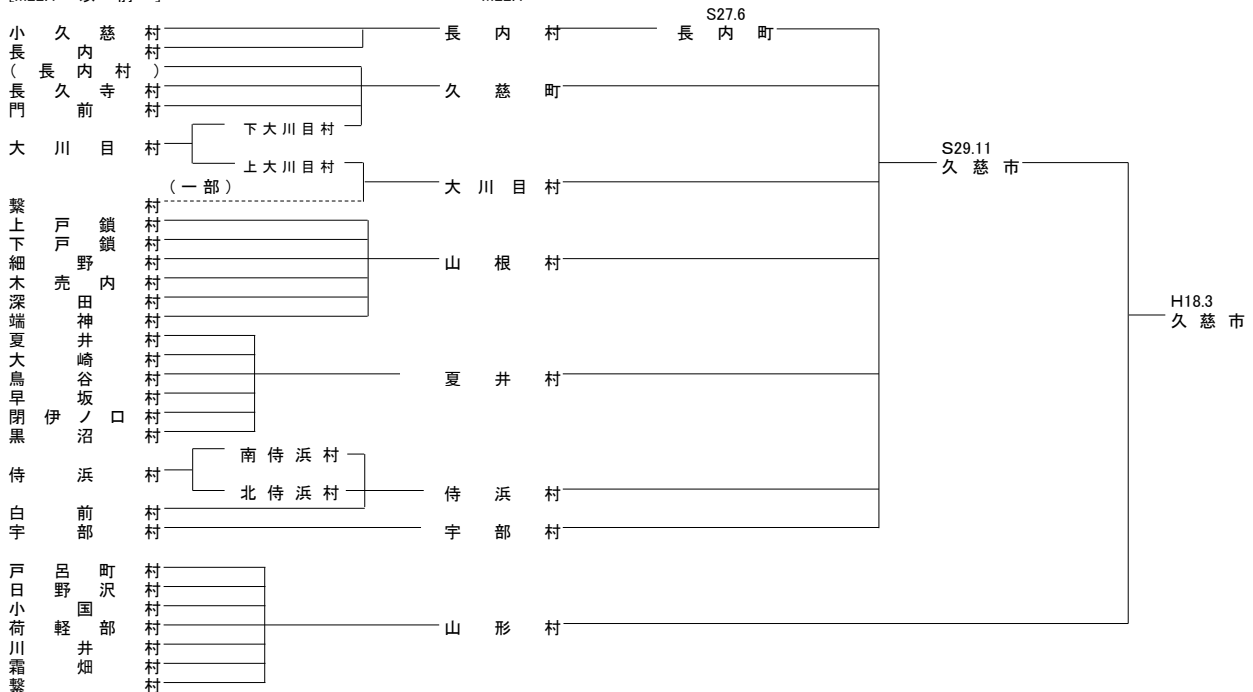 S27.6
小久慈村 長内村 長内町
長内村
(長内村)
長久寺村 久慈町
門前村
下大川目村
大川目村 S29.11
上大川目村 久慈市
(一部) 大川目村
繋村
上戸鎖村
下戸鎖村
細野村 山根村
木売内村
深田村 H18.3
端神村 久慈市
夏井村
大崎村
鳥谷村 夏井村
早坂村
閉伊ノ口村
黒沼村
南侍浜村
侍浜村
北侍浜村 侍浜村
白前村
宇部村 宇部村
戸呂町村
日野沢村
小国村
荷軽部村 山形村
川井村
霜畑村
繋村